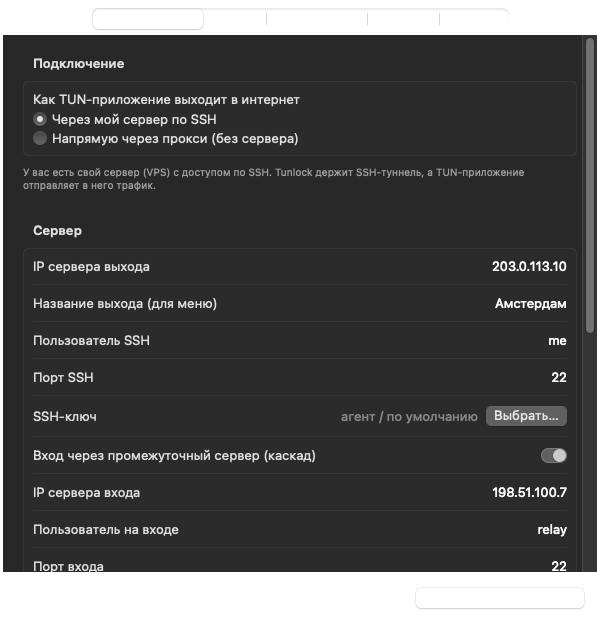 Подключение
Как TUN-приложение выходит в интернет
Через мой сервер по SSH
Напрямую через прокси (без сервера)
У вас есть свой сервер (VPS) с доступом по SSH. Tunlock держит SSH-туннель, а TUN-приложение
отправляет в него трафик.
Сервер
IP сервера выхода 203.0.113.10
Название выхода (для меню) Амстердам
Пользователь SSH me
Порт SSH 22
SSH-ключ агент / по умолчанию Выбрать...
Вход через промежуточный сервер (каскад)
IP сервера входа 198.51.100.7
Пользователь на входе relay
Порт входа 22